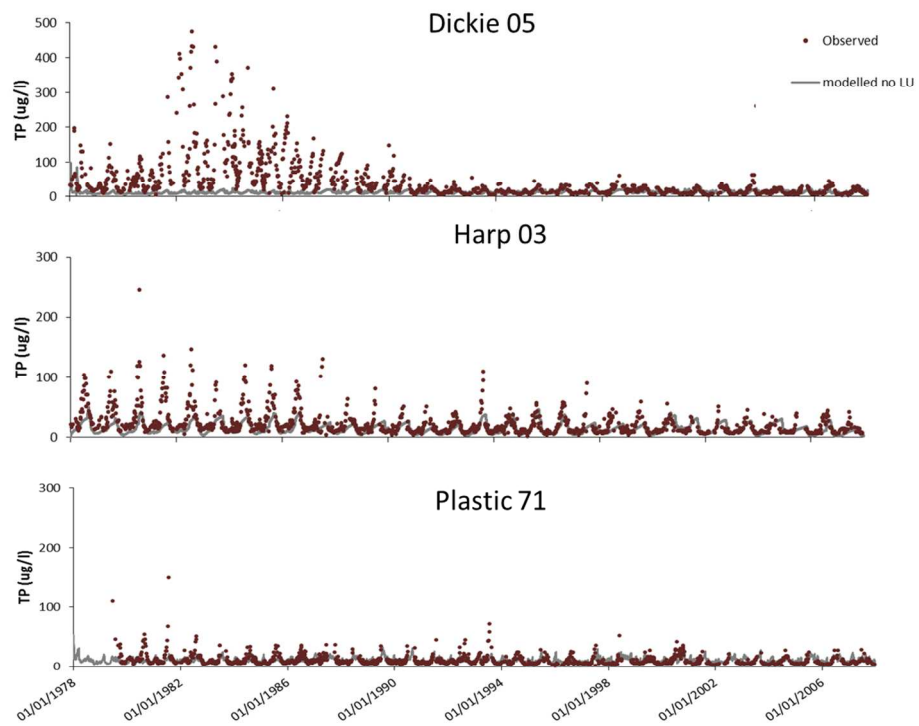 Dickie 05
500
400
300
200
100
0
TP (ug/l)
Observed
modelled no LU
Harp 03
300
200
100
0
TP (ug/l)
Plastic 71
300
200
100
0
TP (ug/l)
01/01/1978
01/01/1982
01/01/1986
01/01/1990
01/01/1994
01/01/1998
01/01/2002
01/01/2006